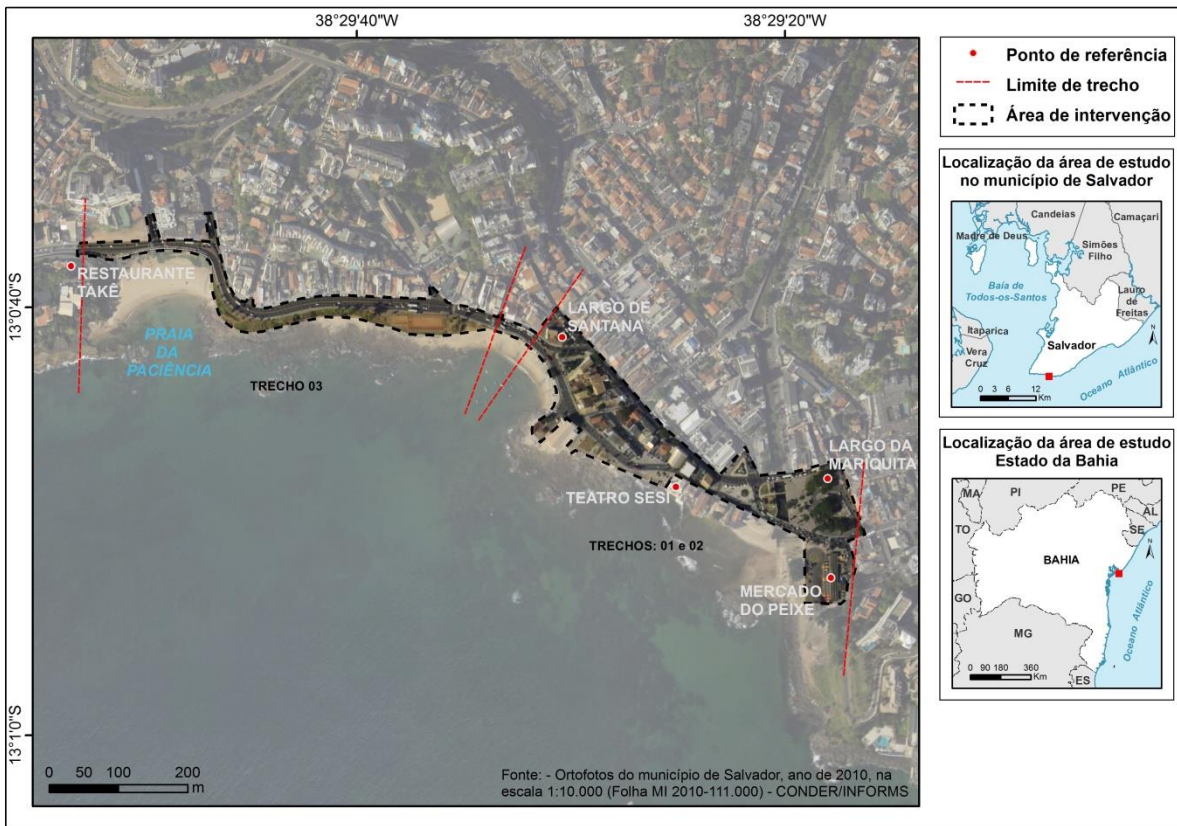 38°29'40"W
38°29'20"W
13°0'40"S
13°1'0"S
RESTAURANTE
TAKÊ
PRAIA
DA
PACIÊNCIA
TRECHO 03
LARGO DE
SANTANA
LARGO DA
MARIQUITA
TEATRO SESI
TRECHOS: 01 e 02
MERCADO
DO PEIXE
0 50 100 200
m
Fonte: - Ortofotos do município de Salvador, ano de 2010, na
escala 1:10.000 (Folha MI 2010-111.000) - CONDER/INFORMS
Ponto de referência
Limite de trecho
Área de intervenção
Localização da área de estudo
no município de Salvador
Candeias
Camaçari
Madre de Deus
Simões
Filho
Baía de
Todos-os-Santos
Lauro
de
Freitas
Itaparica
Vera
Cruz
Salvador
N
Oceano Atlântico
0 3 6 12
Km
Localização da área de estudo
Estado da Bahia
MA
PI
PE
AL
SE
TO
N
BAHIA
GO
MG
Oceano Atlântico
0 90 180 360
Km
ES